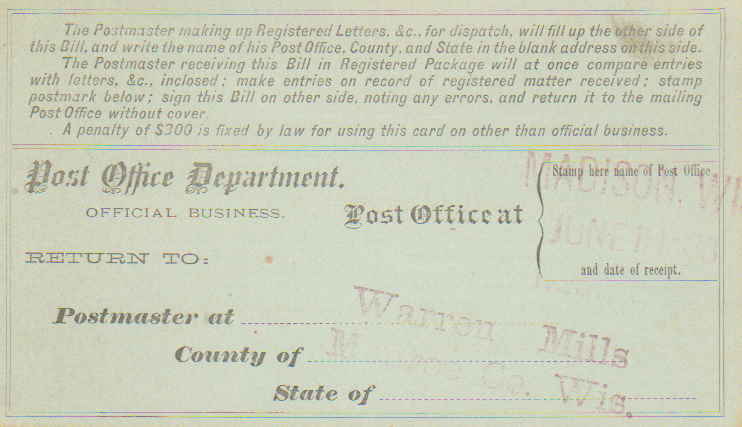 The Postmaster making up Registered Letters, &c., for dispatch, will fill up the other side of
this Bill, and write the name of his Post Office, County, and State in the blank address on this side.
The Postmaster receiving this Bill in Registered Package will at once compare entries
with letters, &c., inclosed; make entries on record of registered matter received; stamp
postmark below; sign this Bill on other side, noting any errors, and return it to the mailing
Post Office without cover.
A penalty of $300 is fixed by law for using this card on other than official business.
Post Office Department.
OFFICIAL BUSINESS.
Post Office at
Stamp here name of Post Office
MADISON, WIS
JUN 21
and date of receipt.
RETURN TO:
Postmaster at Warren Mills
County of Co.
State of Wis.